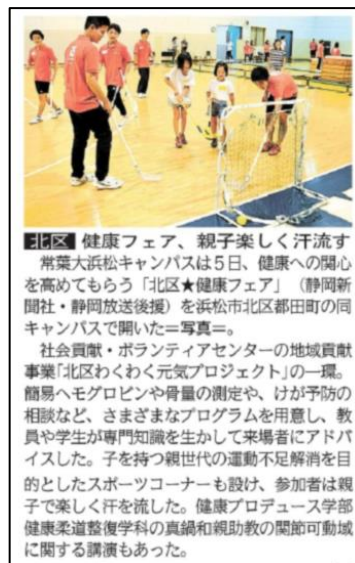 北区 健康フェア、親子楽しく汗流す
常葉大浜松キャンパスは5日、健康への関心
を高めてもらう「北区★健康フェア」(静岡新
聞社・静岡放送後援)を浜松市北区都田町の同
キャンパスで開いた=写真=。
社会貢献・ボランティアセンターの地域貢献
事業「北区わくわく元気プロジェクト」の一環。
簡易ヘモグロビンや骨量の測定や、けが予防の
相談など、さまざまなプログラムを用意し、教
員や学生が専門知識を生かして来場者にアドバ
イスした。子を持つ親世代の運動不足解消を目
的としたスポーツコーナーも設け、参加者は親
子で楽しく汗を流した。健康プロデュース学部
健康柔道整復学科の真鍋和親助教の関節可動域
に関する講演もあった。